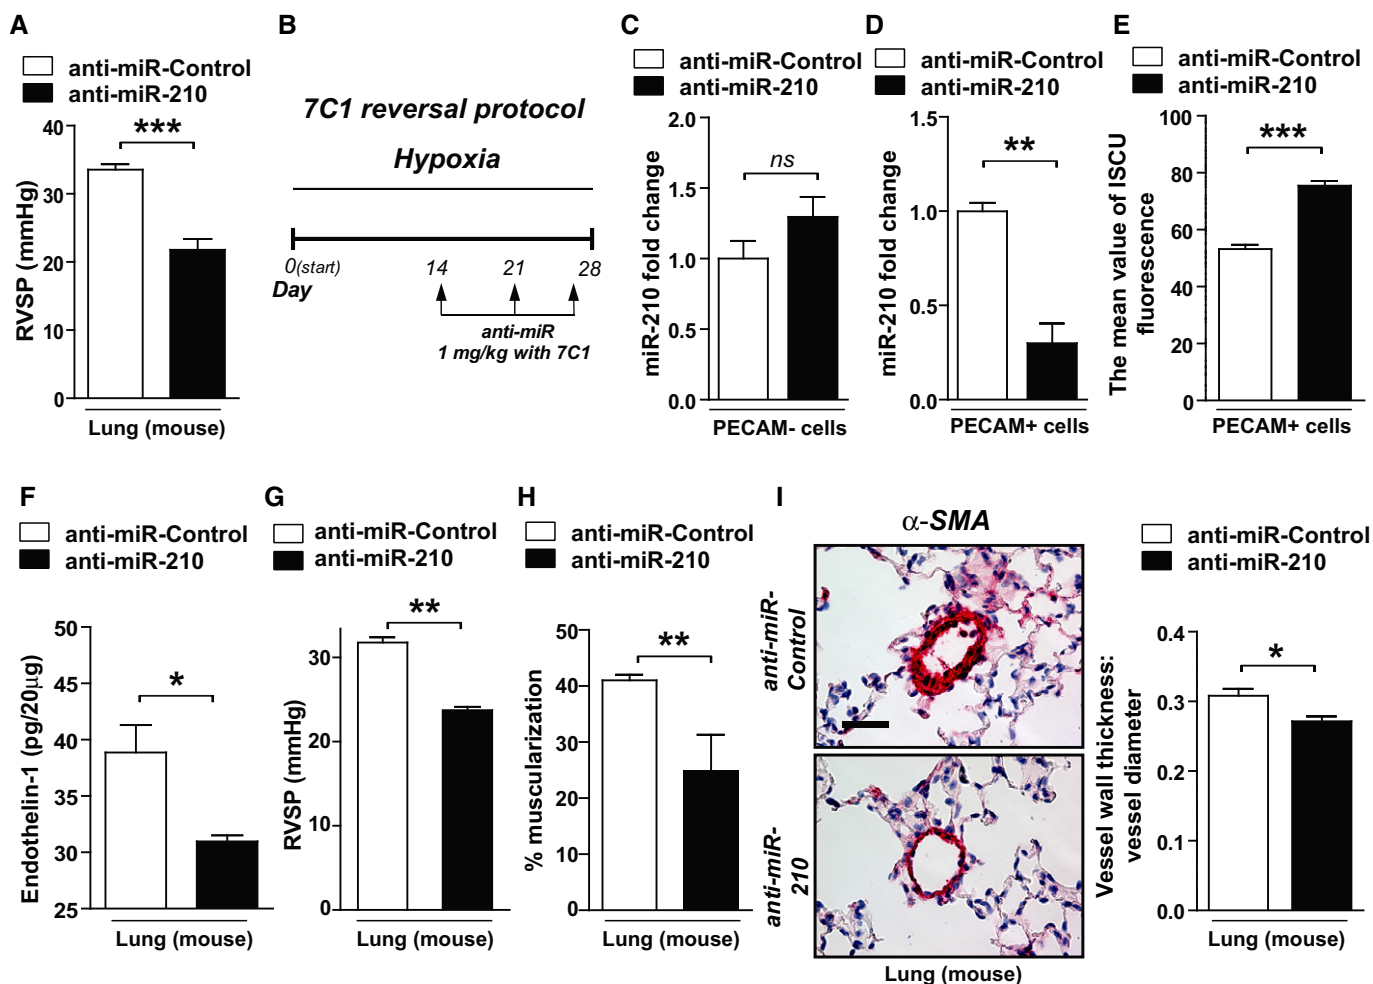 A
anti-miR-Control
anti-miR-210
RVSP (mmHg)
40
30
20
10
0
***
Lung (mouse)
B
7C1 reversal protocol
Hypoxia
0(start)
14
21
28
Day
anti-miR
1 mg/kg with 7C1
C
anti-miR-Control
anti-miR-210
miR-210 fold change
2.0
1.5
1.0
0.5
0.0
ns
PECAM- cells
D
anti-miR-Control
anti-miR-210
miR-210 fold change
1.5
1.0
0.5
0.0
**
PECAM+ cells
E
anti-miR-Control
anti-miR-210
The mean value of ISCU
fluorescence
100
80
60
40
20
0
***
PECAM+ cells
F
anti-miR-Control
anti-miR-210
Endothelin-1 (pg/20µg)
50
45
40
35
30
25
*
Lung (mouse)
G
anti-miR-Control
anti-miR-210
RVSP (mmHg)
30
20
10
0
**
Lung (mouse)
H
anti-miR-Control
anti-miR-210
% muscularization
50
40
30
20
10
0
**
Lung (mouse)
I
α-SMA
anti-miR-
Control
anti-miR-
210
Lung (mouse)
anti-miR-Control
anti-miR-210
Vessel wall thickness:
vessel diameter
0.4
0.3
0.2
0.1
0.0
*
Lung (mouse)